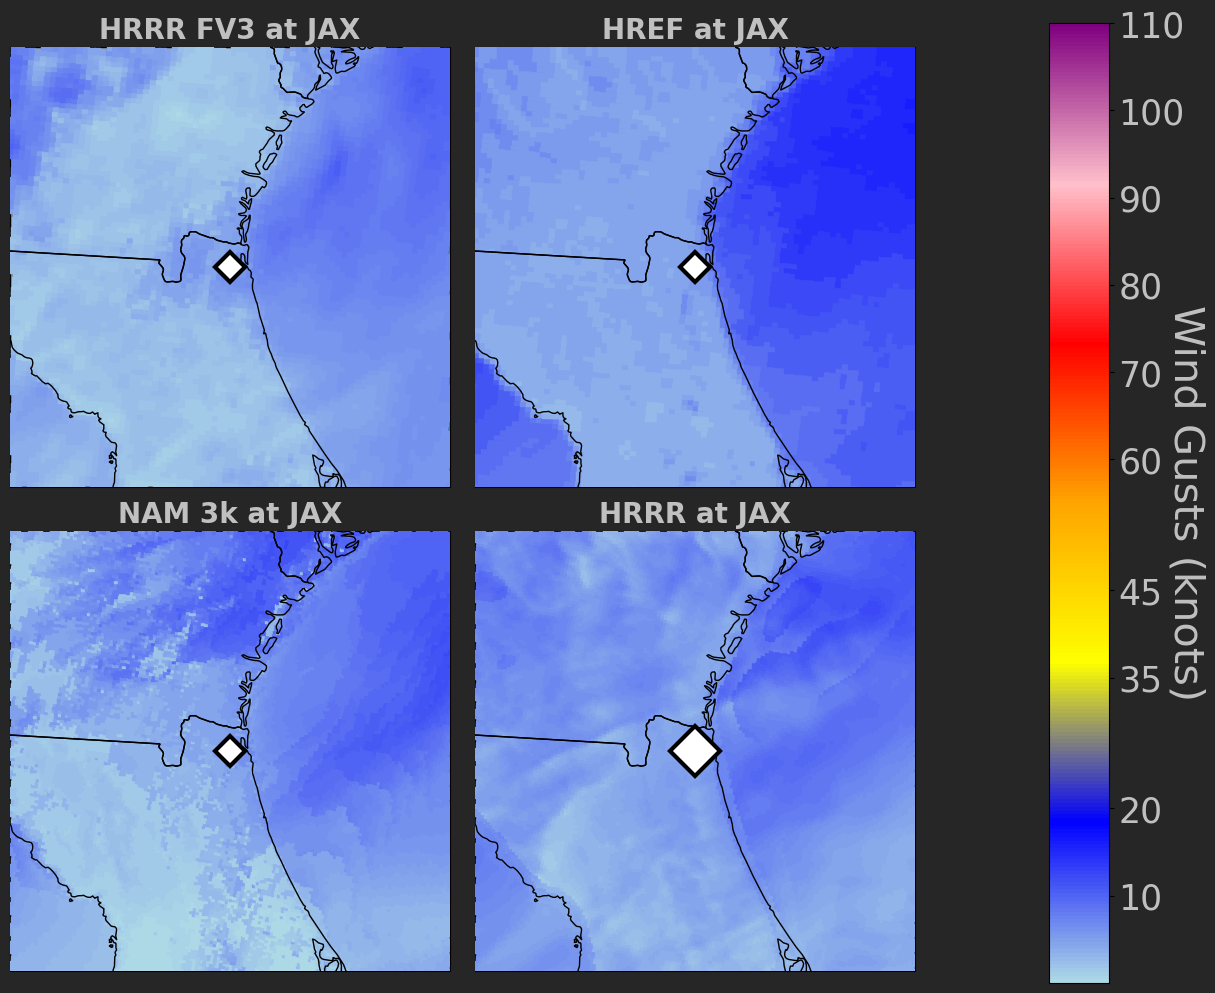 HRRR FV3 at JAX
HREF at JAX
NAM 3k at JAX
HRRR at JAX
110
100
90
80
70
60
45
35
20
10
Wind Gusts (knots)